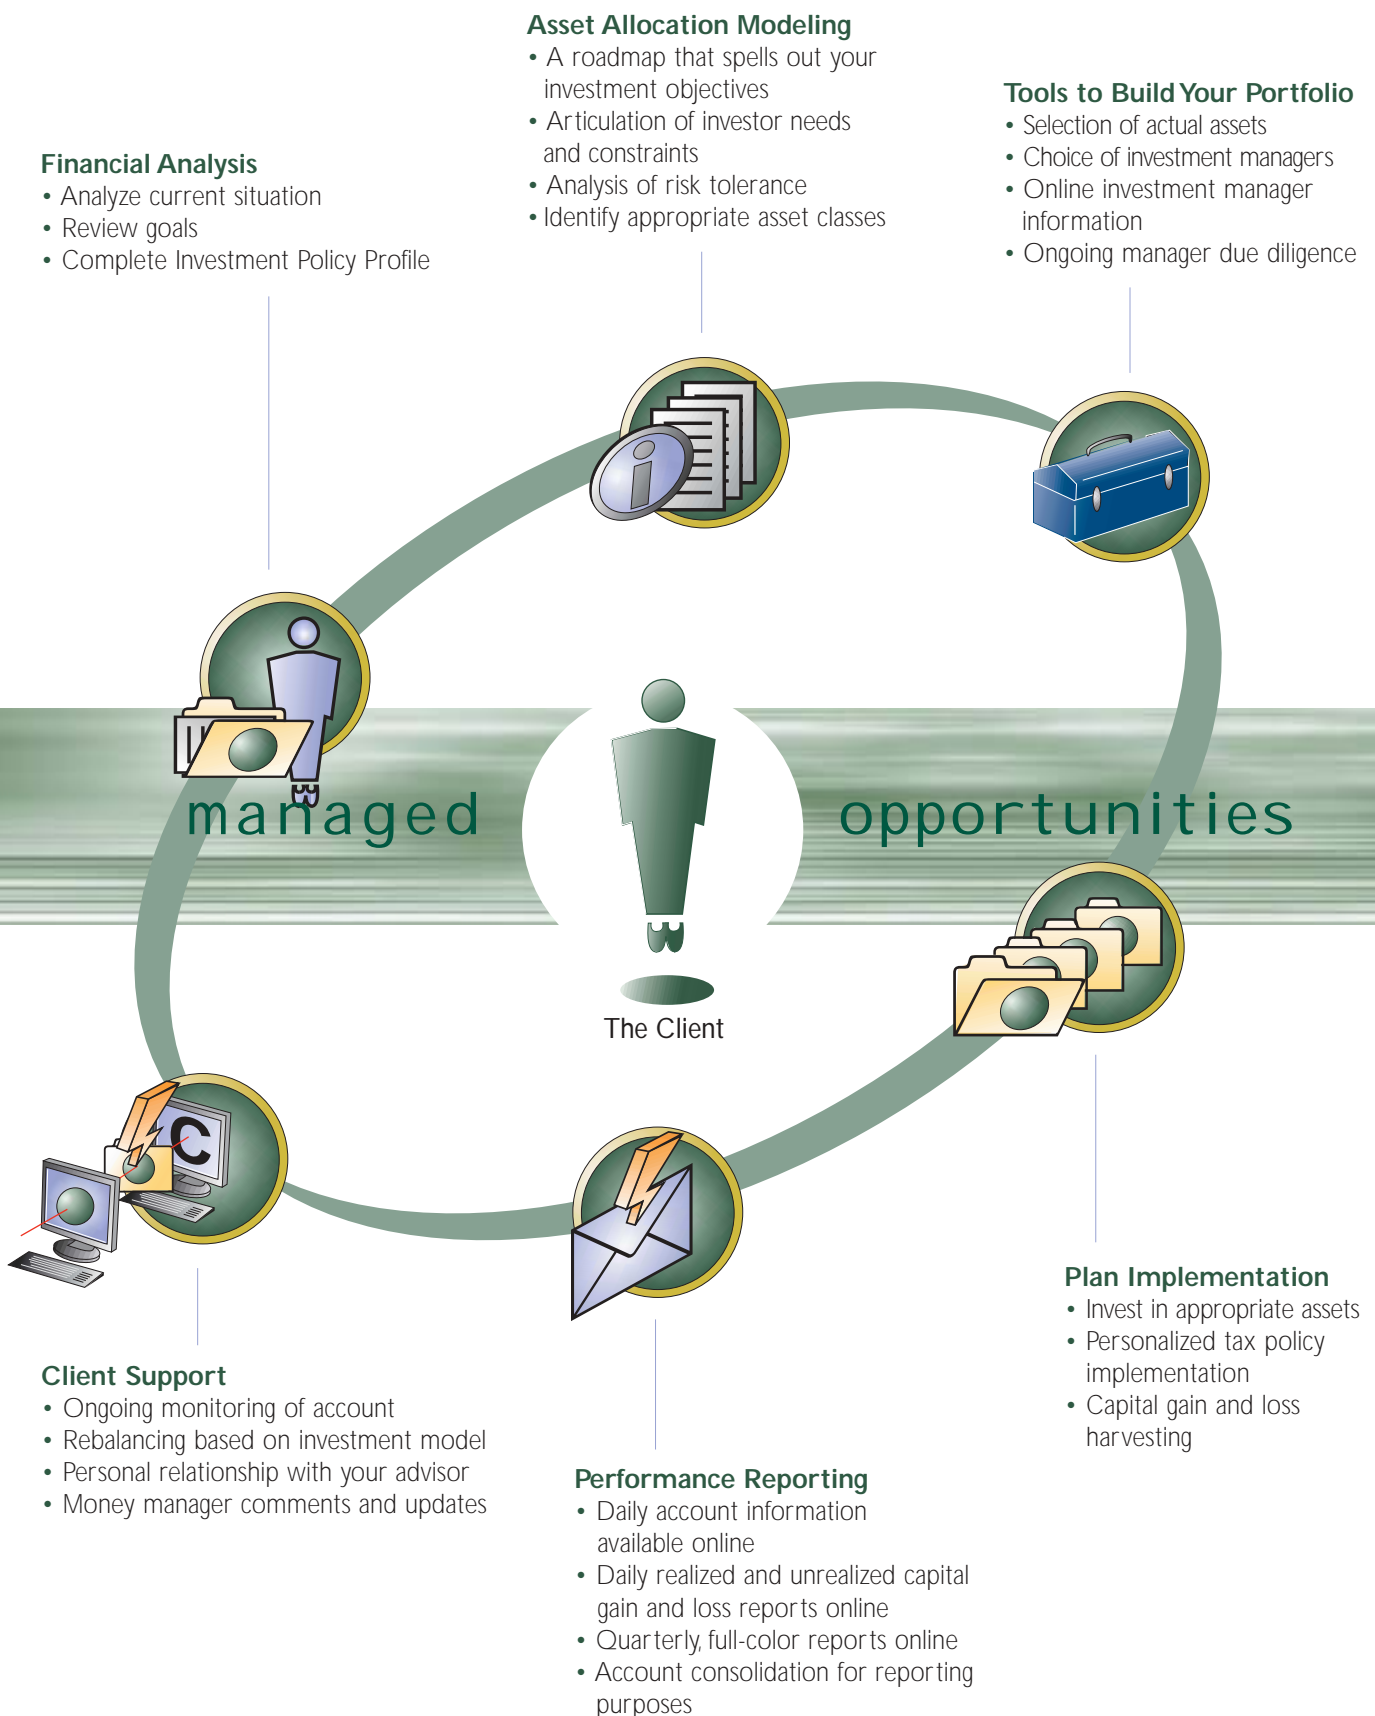 Asset Allocation Modeling
• A roadmap that spells out your
investment objectives
• Articulation of investor needs
and constraints
• Analysis of risk tolerance
• Identify appropriate asset classes
Tools to Build Your Portfolio
• Selection of actual assets
• Choice of investment managers
• Online investment manager
information
• Ongoing manager due diligence
Financial Analysis
• Analyze current situation
• Review goals
• Complete Investment Policy Profile
i
managed
opportunities
The Client
C
Plan Implementation
• Invest in appropriate assets
• Personalized tax policy
implementation
• Capital gain and loss
harvesting
Client Support
• Ongoing monitoring of account
• Rebalancing based on investment model
• Personal relationship with your advisor
• Money manager comments and updates
Performance Reporting
• Daily account information
available online
• Daily realized and unrealized capital
gain and loss reports online
• Quarterly, full-color reports online
• Account consolidation for reporting
purposes